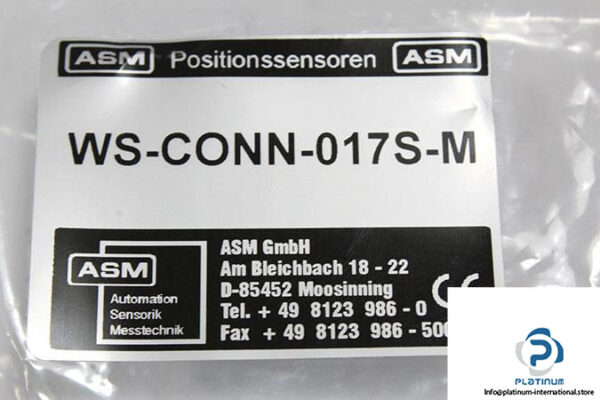 ASM Positionssensoren ASM
WS-CONN-017S-M
ASM
Automation
Sensorik
Messtechnik
ASM GmbH
Am Bleichbach 18 - 22
D-85452 Moosinning
Tel. + 49 8123 986 - 0
Fax + 49 8123 986 - 500
CE
PLATINUM
Info@platinum-international.store